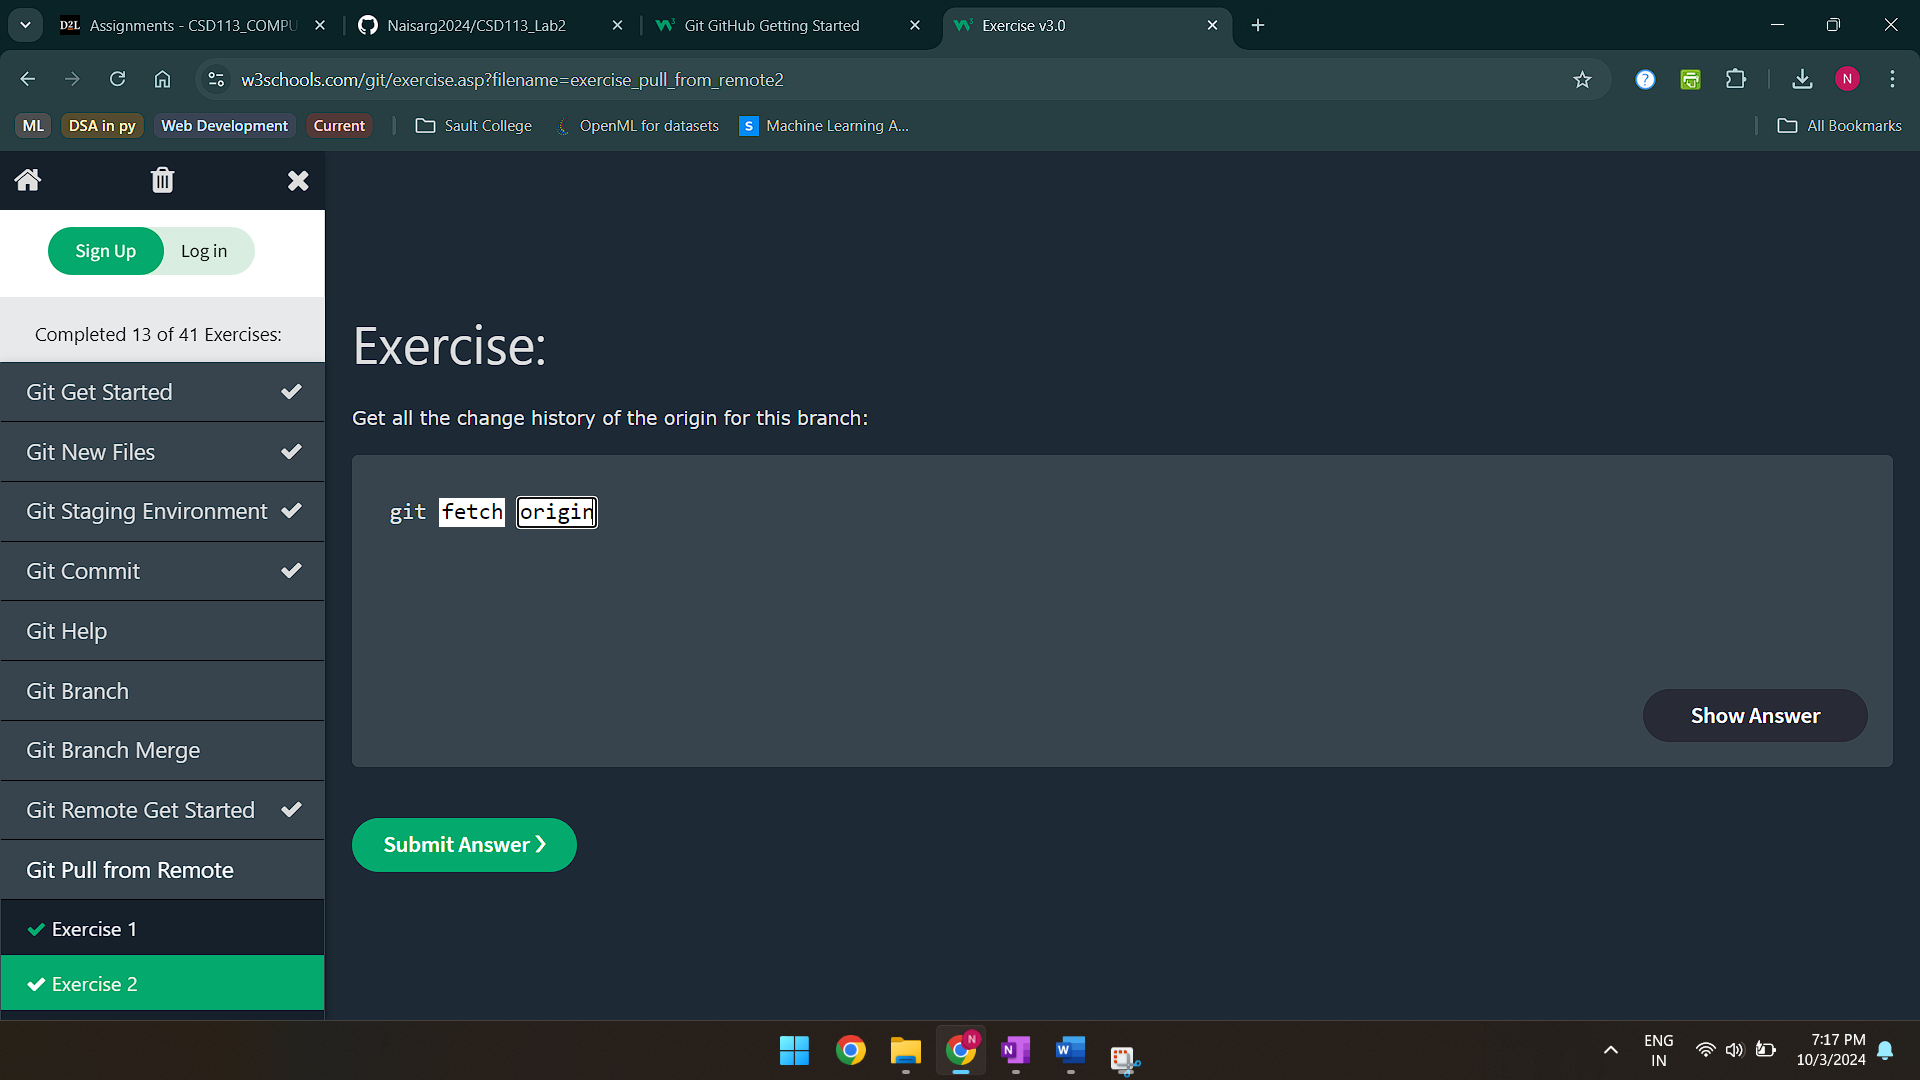 Assignments - CSD113_COMPU
Naisarg2024/CSD113_Lab2
Git GitHub Getting Started
Exercise v3.0
w3schools.com/git/exercise.asp?filename=exercise_pull_from_remote2
N
ML
DSA in py
Web Development
Current
Sault College
OpenML for datasets
S
Machine Learning A...
All Bookmarks
Sign Up
Log in
Completed 13 of 41 Exercises:
Git Get Started
Git New Files
Git Staging Environment
Git Commit
Git Help
Git Branch
Git Branch Merge
Git Remote Get Started
Git Pull from Remote
Exercise 1
Exercise 2
Exercise:
Get all the change history of the origin for this branch:
git fetch origin
Show Answer
Submit Answer ❯
ENG
IN
7:17 PM
10/3/2024